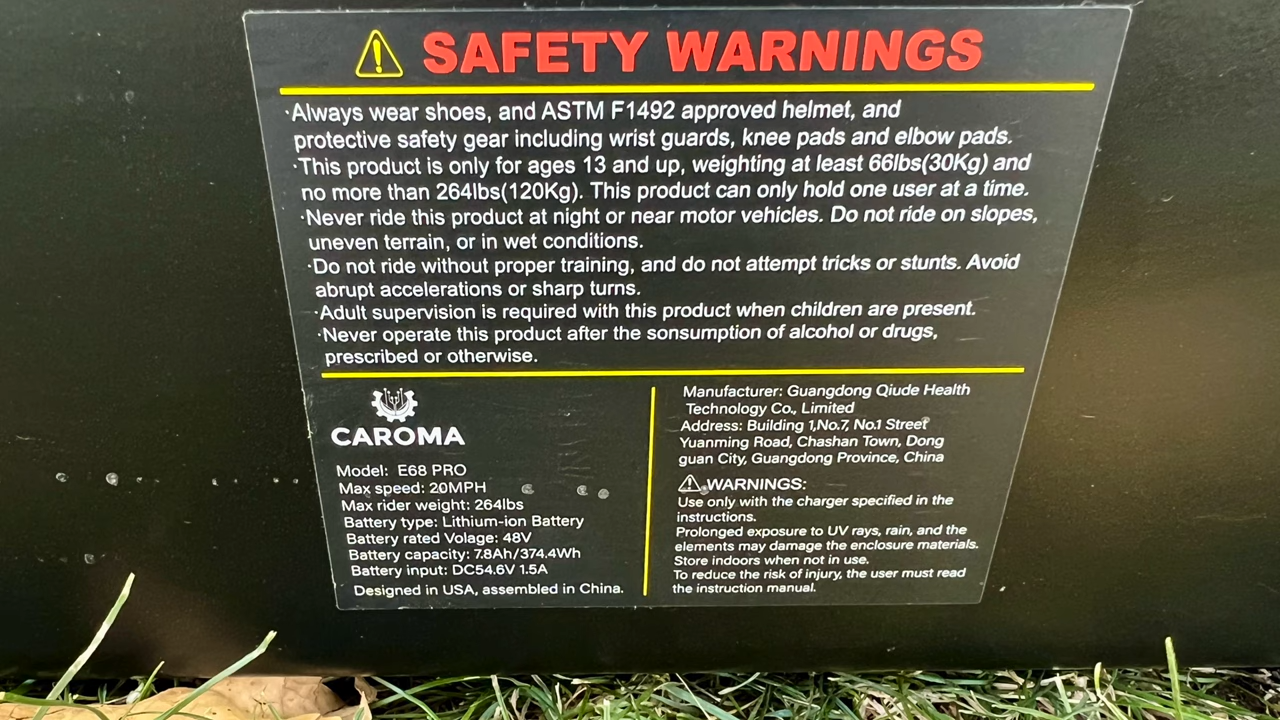 SAFETY WARNINGS
·Always wear shoes, and ASTM F1492 approved helmet, and
protective safety gear including wrist guards, knee pads and elbow pads.
·This product is only for ages 13 and up, weighting at least 66lbs(30Kg) and
no more than 264lbs(120Kg). This product can only hold one user at a time.
·Never ride this product at night or near motor vehicles. Do not ride on slopes,
uneven terrain, or in wet conditions.
·Do not ride without proper training, and do not attempt tricks or stunts. Avoid
abrupt accelerations or sharp turns.
·Adult supervision is required with this product when children are present.
·Never operate this product after the sonsumption of alcohol or drugs,
prescribed or otherwise.
CAROMA
Model: E68 PRO
Max speed: 20MPH
Max rider weight: 264lbs
Battery type: Lithium-ion Battery
Battery rated Volage: 48V
Battery capacity: 7.8Ah/374.4Wh
Battery input: DC54.6V 1.5A
Designed in USA, assembled in China.
Manufacturer: Guangdong Qiude Health
Technology Co., Limited
Address: Building 1,No.7, No.1 Street
Yuanming Road, Chashan Town, Dong
guan City, Guangdong Province, China
WARNINGS:
Use only with the charger specified in the
instructions.
Prolonged exposure to UV rays, rain, and the
elements may damage the enclosure materials.
Store indoors when not in use.
To reduce the risk of injury, the user must read
the instruction manual.